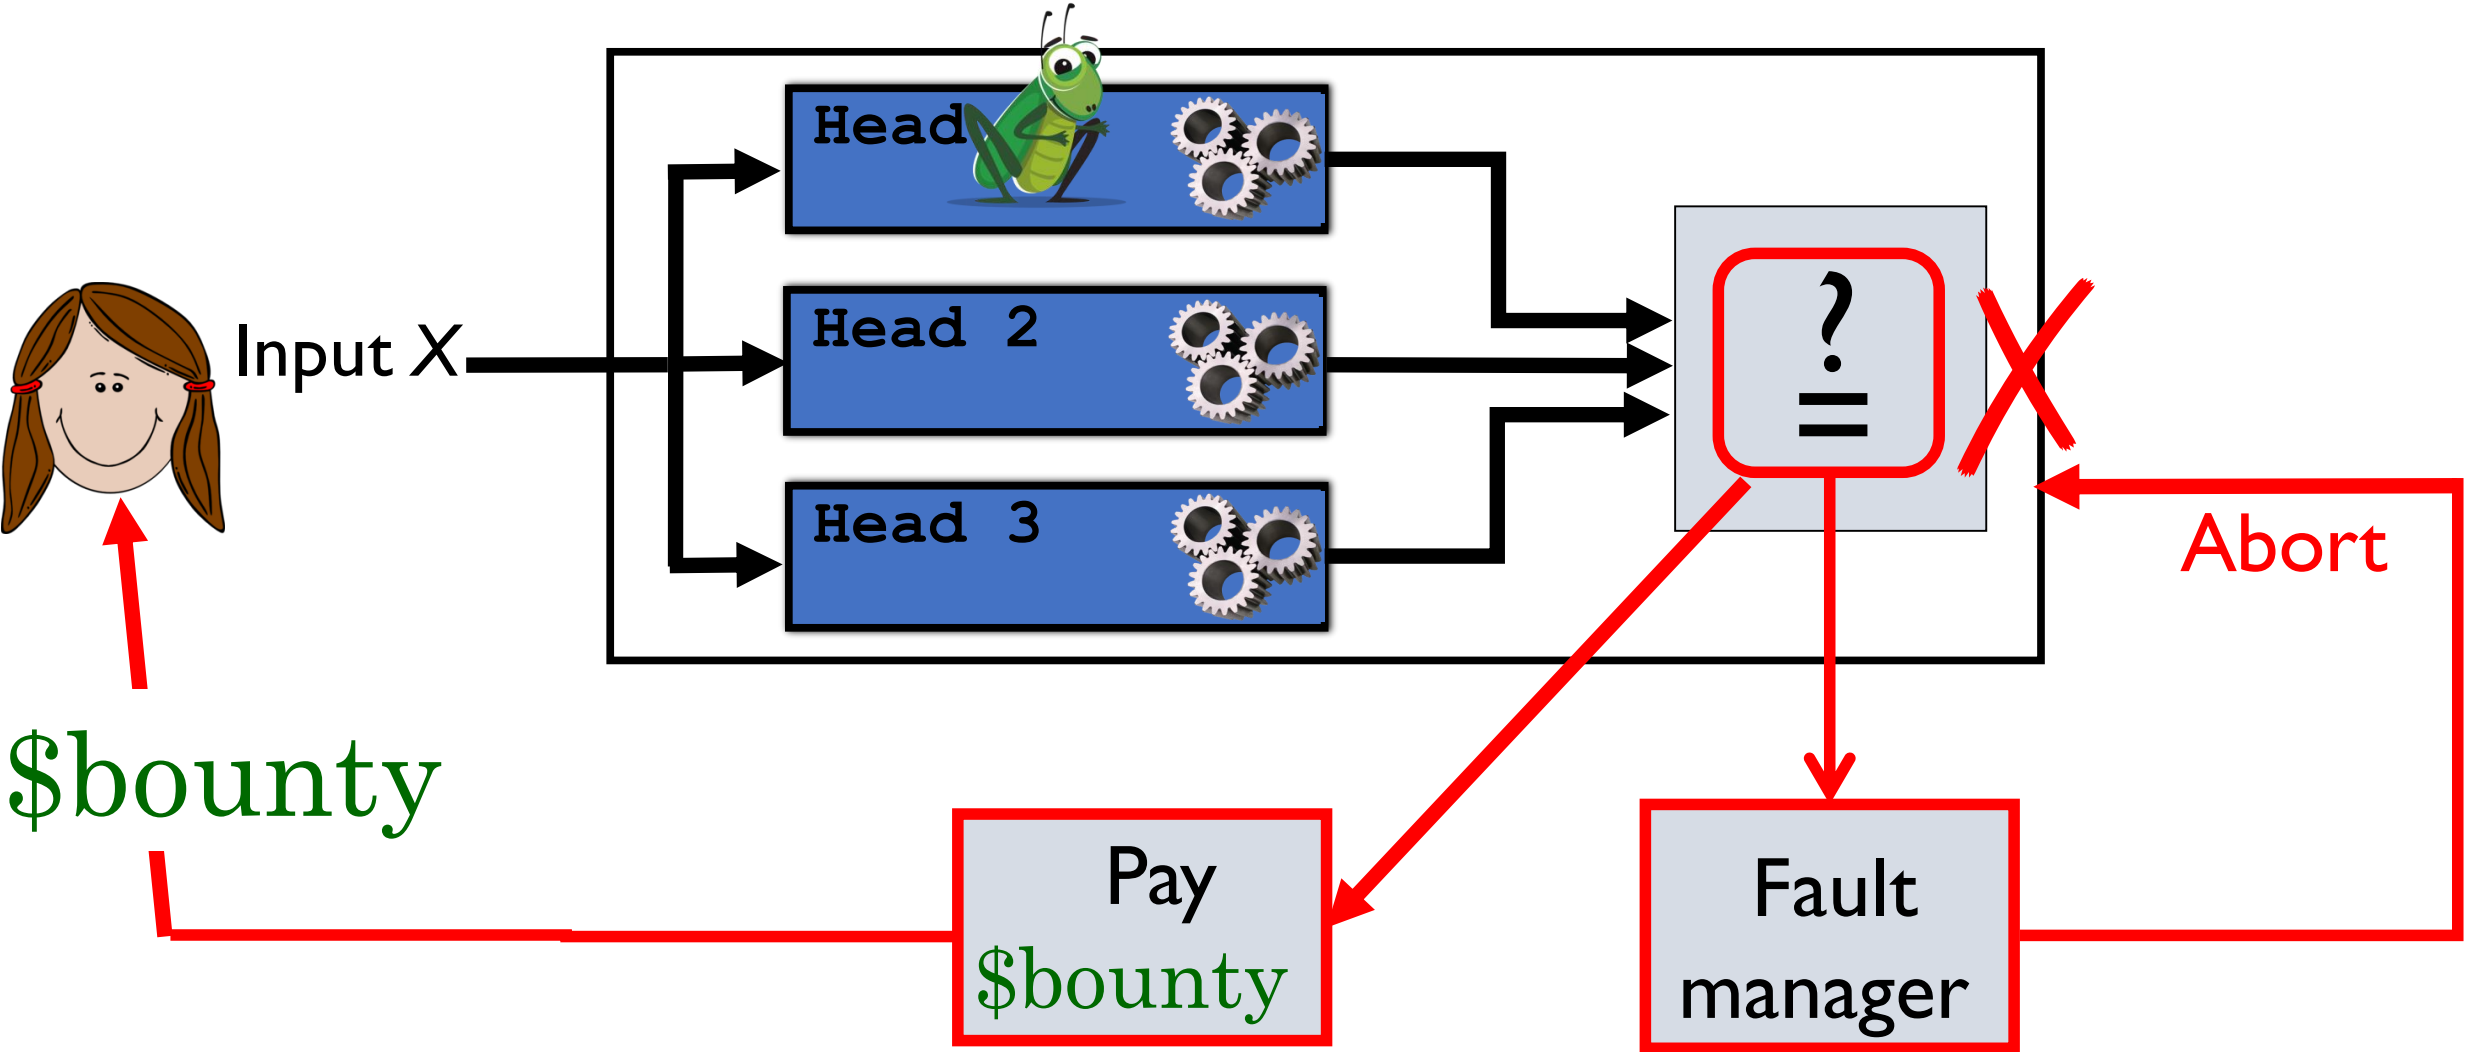 Head
Input X
Head 2
?
=
Head 3
Abort
$bounty
Pay
$bounty
Fault
manager